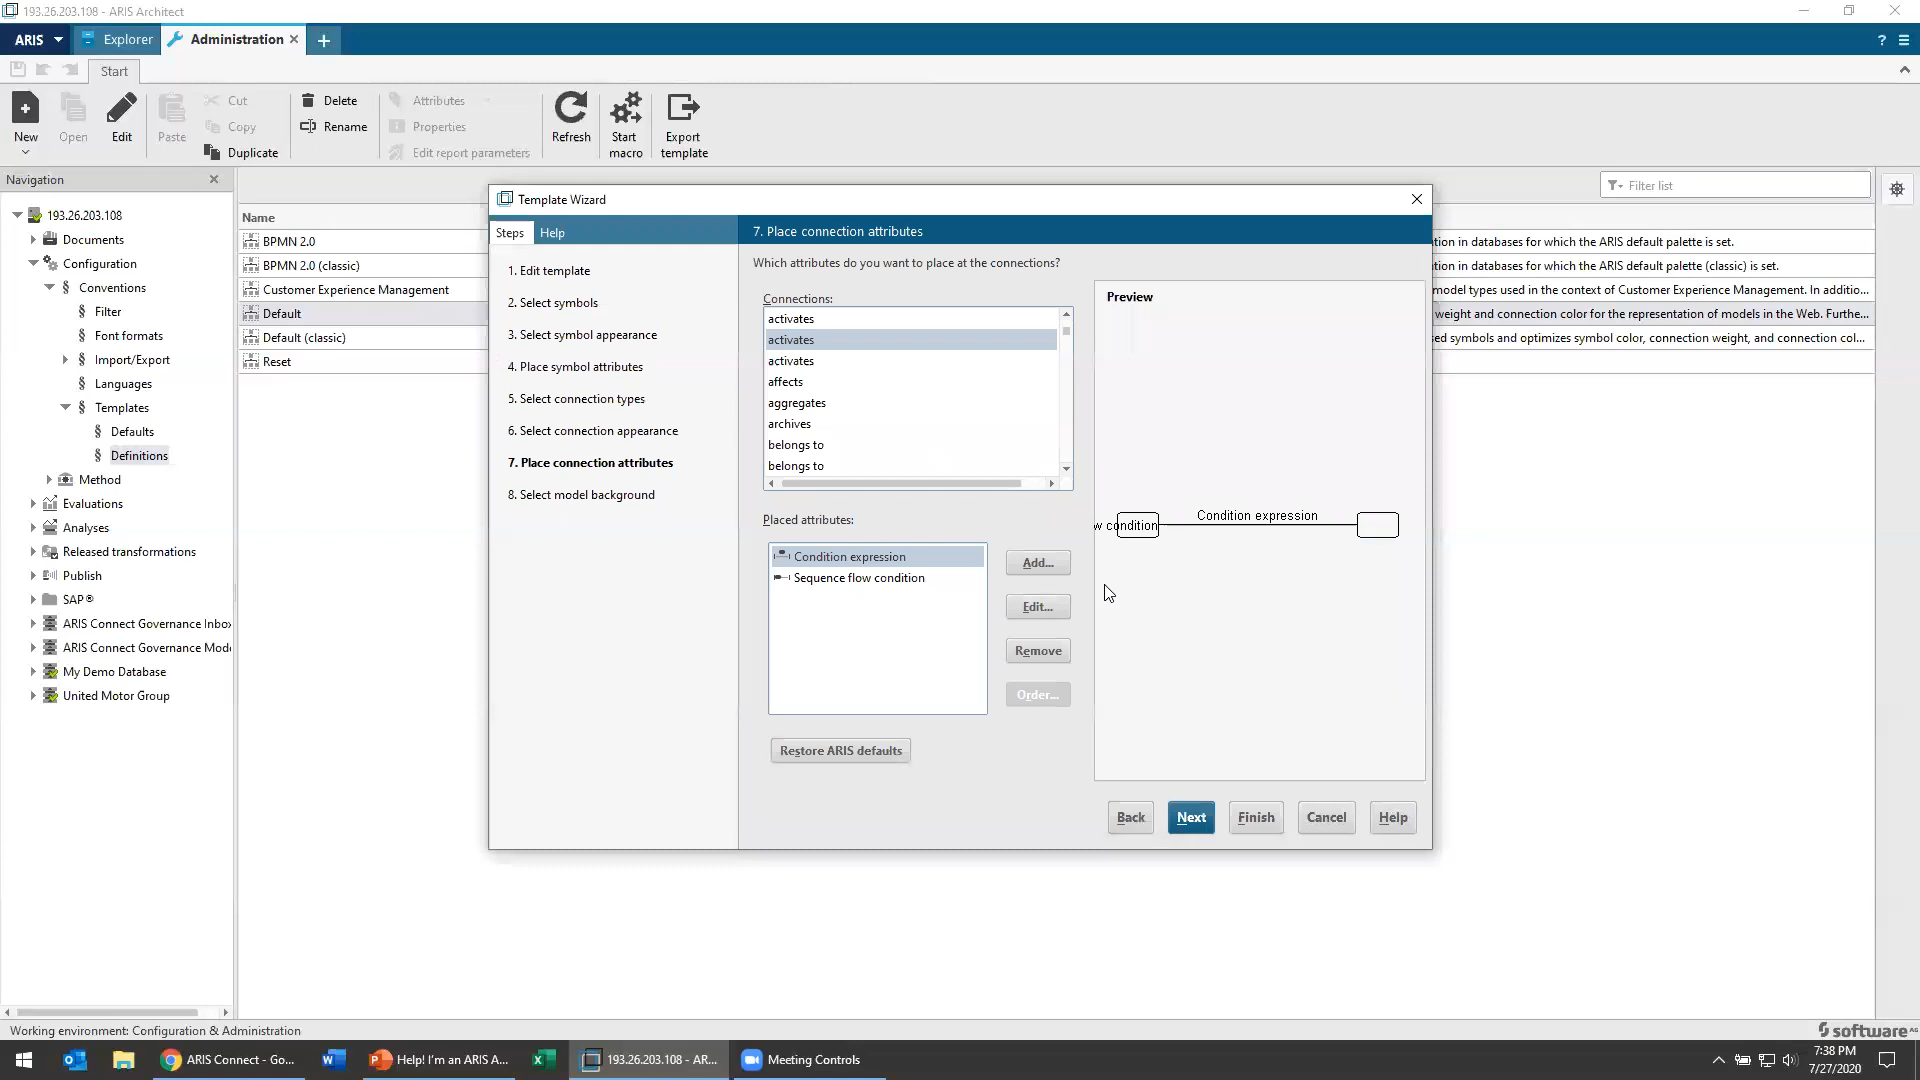 193.26.203.108 - ARIS Architect
ARIS
Explorer
Administration
Start
New
Open
Edit
Paste
Cut
Copy
Duplicate
Delete
Rename
Attributes
Properties
Edit report parameters
Refresh
Start macro
Export template
Navigation
193.26.203.108
Documents
Configuration
Conventions
Filter
Font formats
Import/Export
Languages
Templates
Defaults
Definitions
Method
Evaluations
Analyses
Released transformations
Publish
SAP®
ARIS Connect Governance Inbox
ARIS Connect Governance Mode
My Demo Database
United Motor Group
Filter list
Name
BPMN 2.0
tion in databases for which the ARIS default palette is set.
BPMN 2.0 (classic)
tion in databases for which the ARIS default palette (classic) is set.
Customer Experience Management
model types used in the context of Customer Experience Management. In additio...
Default
weight and connection color for the representation of models in the Web. Furthe...
Default (classic)
ed symbols and optimizes symbol color, connection weight, and connection col...
Reset
Template Wizard
Steps
Help
1. Edit template
2. Select symbols
3. Select symbol appearance
4. Place symbol attributes
5. Select connection types
6. Select connection appearance
7. Place connection attributes
8. Select model background
7. Place connection attributes
Which attributes do you want to place at the connections?
Connections:
activates
activates
activates
affects
aggregates
archives
belongs to
belongs to
Placed attributes:
Condition expression
Sequence flow condition
Add...
Edit...
Remove
Order...
Restore ARIS defaults
Preview
w condition
Condition expression
Back
Next
Finish
Cancel
Help
Working environment: Configuration & Administration
software AG
ARIS Connect - Go...
Help! I'm an ARIS A...
193.26.203.108 - AR...
Meeting Controls
7:38 PM
7/27/2020